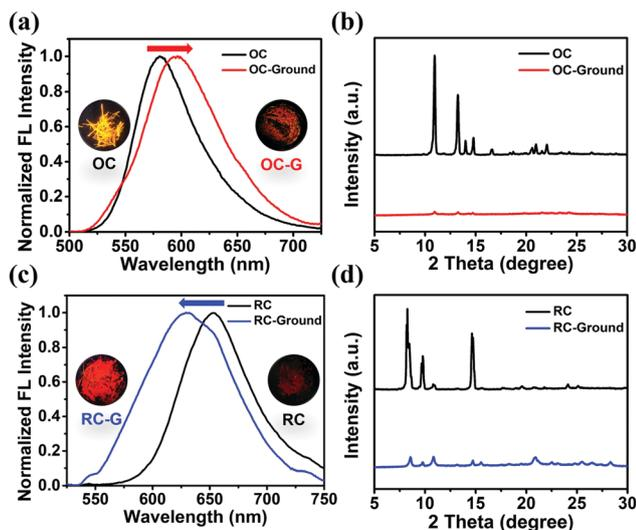 (a)
Normalized FL Intensity
1.0
0.8
0.6
0.4
0.2
0.0
OC
OC-Ground
OC
OC-G
500 550 600 650 700
Wavelength (nm)
(b)
Intensity (a.u.)
OC
OC-Ground
5 10 15 20 25 30
2 Theta (degree)
(c)
Normalized FL Intensity
1.0
0.8
0.6
0.4
0.2
0.0
RC
RC-Ground
RC-G
RC
550 600 650 700 750
Wavelength (nm)
(d)
Intensity (a.u.)
RC
RC-Ground
5 10 15 20 25 30
2 Theta (degree)